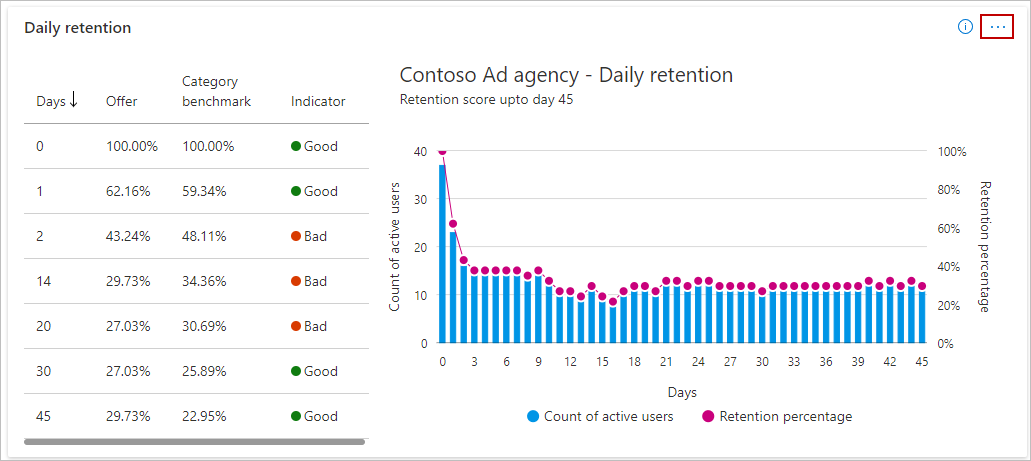 Daily retention
Days↓ Offer Category benchmark Indicator
0 100.00% 100.00% Good
1 62.16% 59.34% Good
2 43.24% 48.11% Bad
14 29.73% 34.36% Bad
20 27.03% 30.69% Bad
30 27.03% 25.89% Good
45 29.73% 22.95% Good
Contoso Ad agency - Daily retention
Retention score upto day 45
Count of active users
40
30
20
10
0
100%
80%
60%
40%
20%
0%
Retention percentage
0 3 6 9 12 15 18 21 24 27 30 33 36 39 42 45
Days
Count of active users Retention percentage